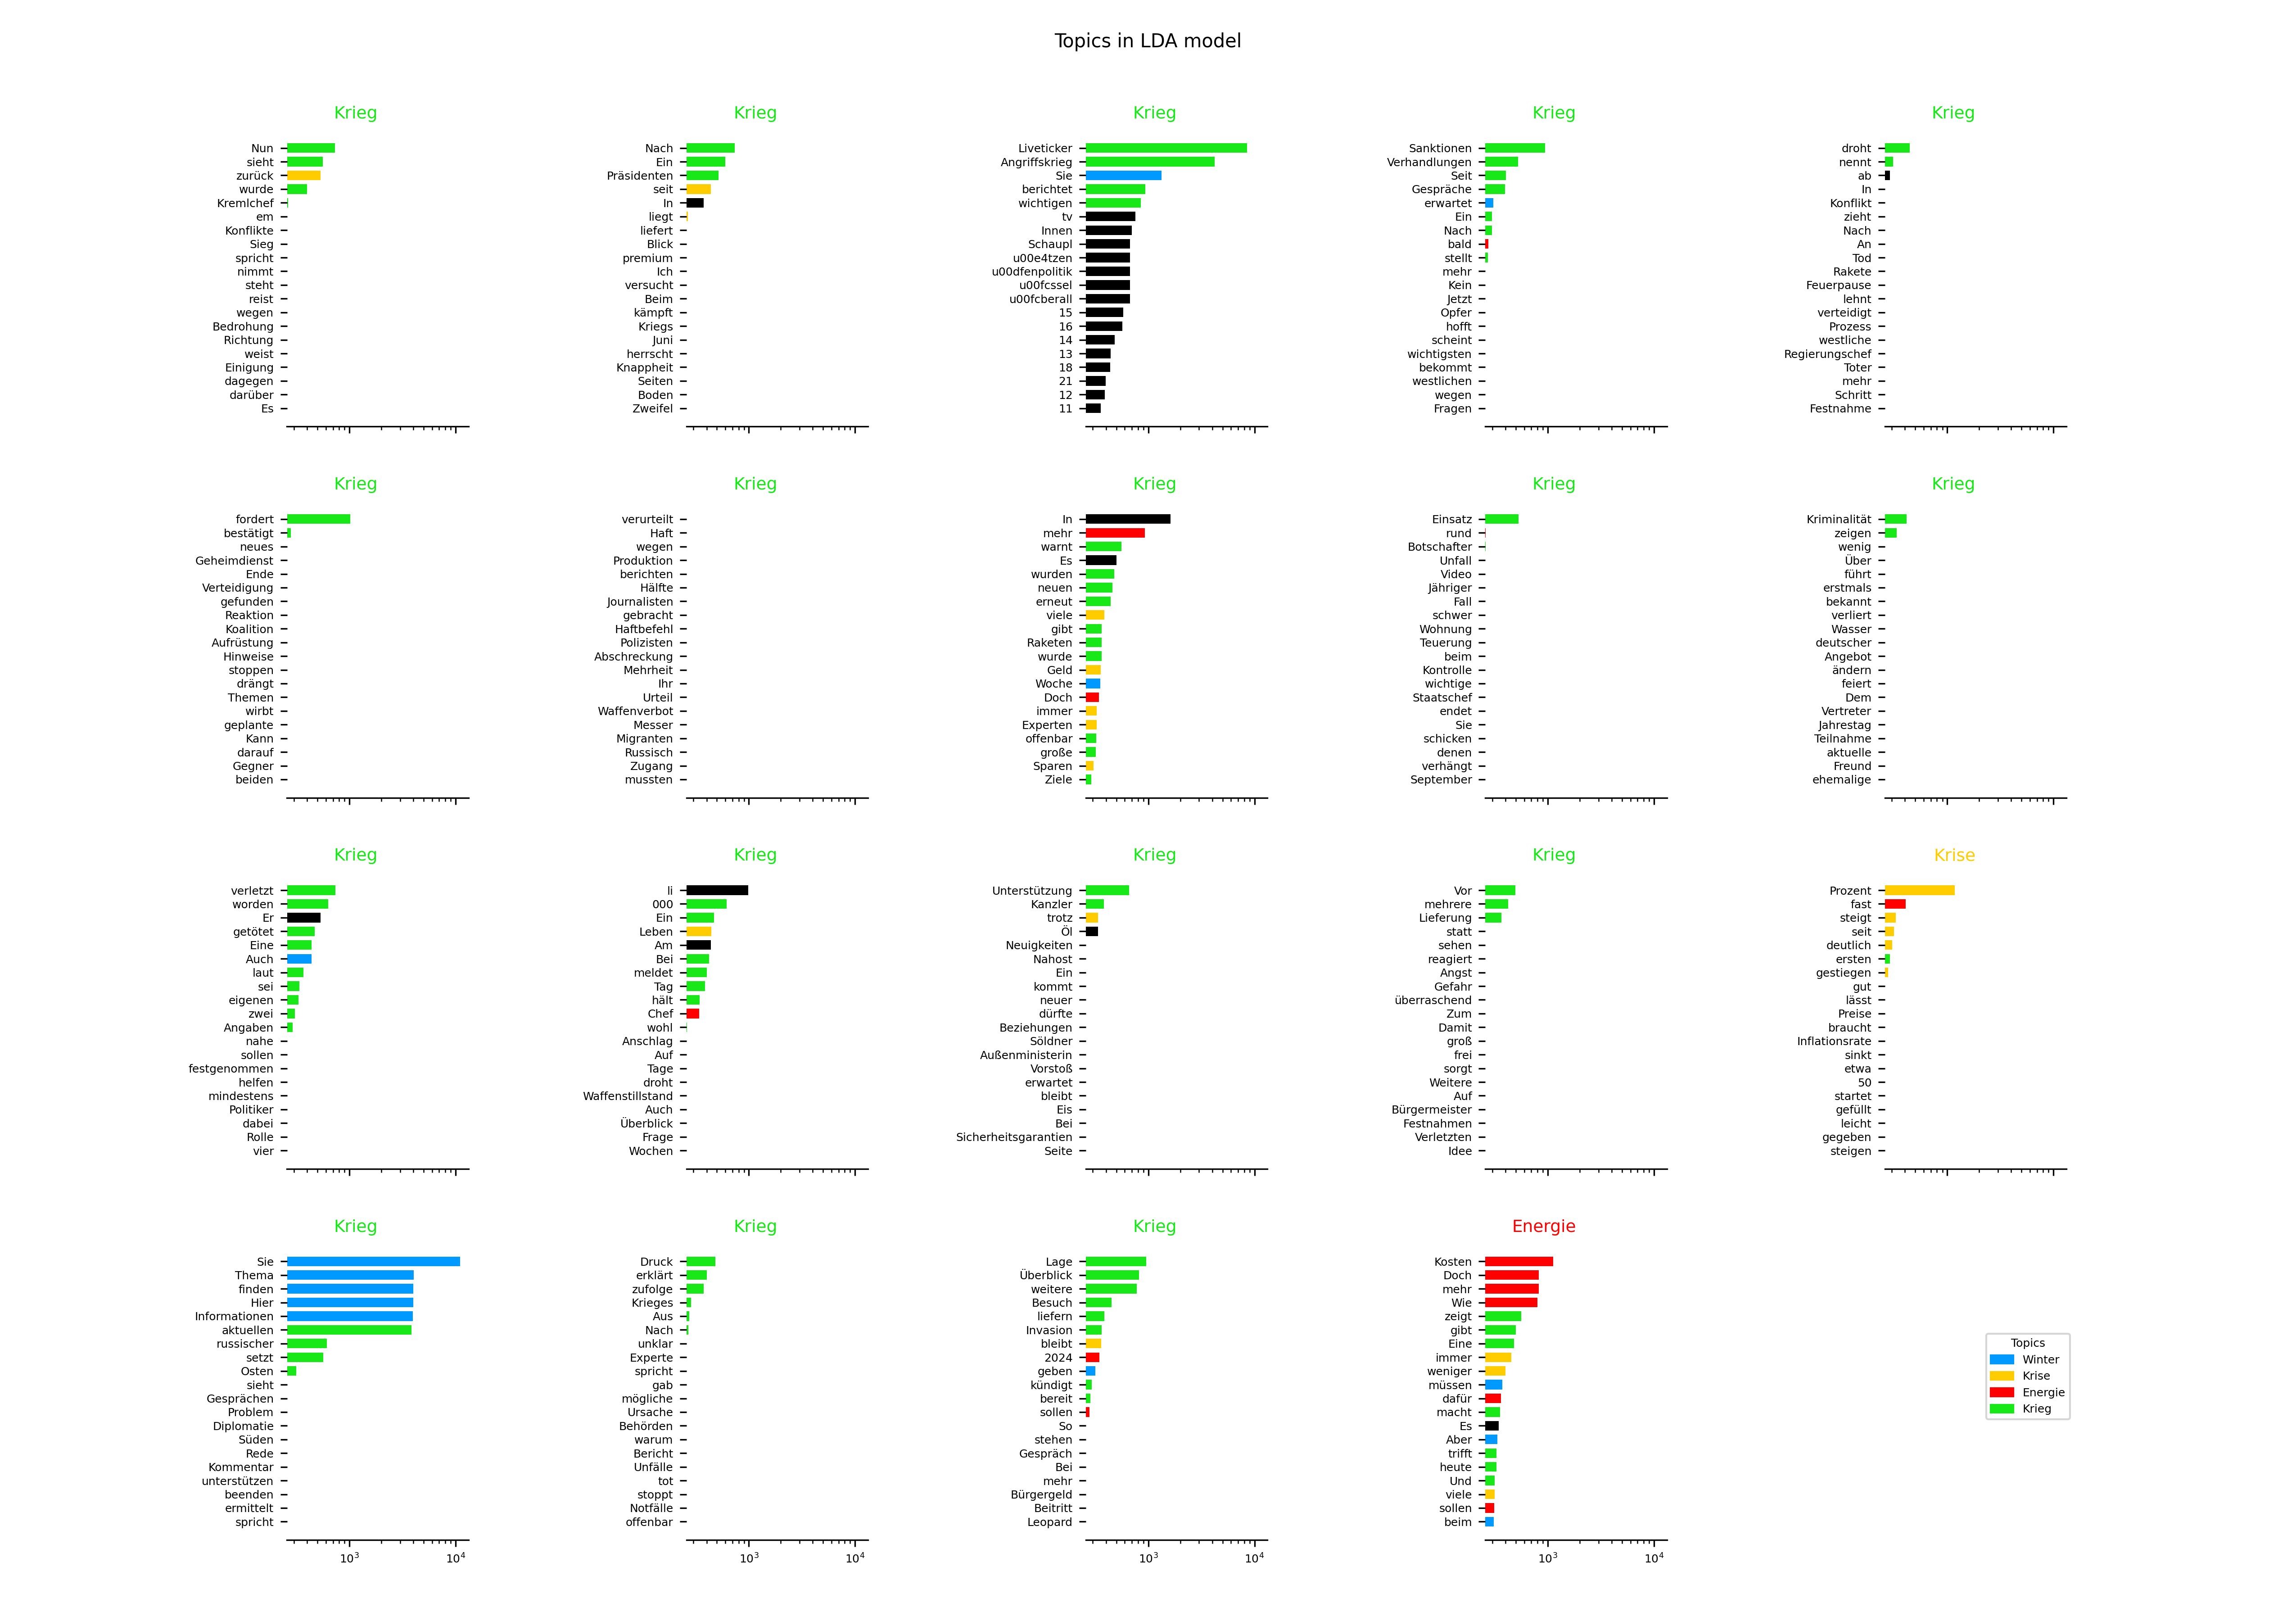 Topics in LDA model
Krieg
Nun
sieht
zurück
wurde
Kremlchef
em
Konflikte
Sieg
spricht
nimmt
steht
reist
wegen
Bedrohung
Richtung
weist
Einigung
dagegen
darüber
Es
Krieg
Nach
Ein
Präsidenten
seit
In
liegt
liefert
Blick
premium
Ich
versucht
Beim
kämpft
Kriegs
Juni
herrscht
Knappheit
Seiten
Boden
Zweifel
Krieg
Liveticker
Angriffskrieg
Sie
berichtet
wichtigen
tv
Innen
Schaupl
u00e4tzen
u00dfenpolitik
u00fcssel
u00fcberall
15
16
14
13
18
21
12
11
Krieg
Sanktionen
Verhandlungen
Seit
Gespräche
erwartet
Ein
Nach
bald
stellt
mehr
Kein
Jetzt
Opfer
hofft
scheint
wichtigsten
bekommt
westlichen
wegen
Fragen
Krieg
droht
nennt
ab
In
Konflikt
zieht
Nach
An
Tod
Rakete
Feuerpause
lehnt
verteidigt
Prozess
westliche
Regierungschef
Toter
mehr
Schritt
Festnahme
Krieg
fordert
bestätigt
neues
Geheimdienst
Ende
Verteidigung
gefunden
Reaktion
Koalition
Aufrüstung
Hinweise
stoppen
drängt
Themen
wirbt
geplante
Kann
darauf
Gegner
beiden
Krieg
verurteilt
Haft
wegen
Produktion
berichten
Hälfte
Journalisten
gebracht
Haftbefehl
Polizisten
Abschreckung
Mehrheit
Ihr
Urteil
Waffenverbot
Messer
Migranten
Russisch
Zugang
mussten
Krieg
In
mehr
warnt
Es
wurden
neuen
erneut
viele
gibt
Raketen
wurde
Geld
Woche
Doch
immer
Experten
offenbar
große
Sparen
Ziele
Krieg
Einsatz
rund
Botschafter
Unfall
Video
Jähriger
Fall
schwer
Wohnung
Teuerung
beim
Kontrolle
wichtige
Staatschef
endet
Sie
schicken
denen
verhängt
September
Krieg
Kriminalität
zeigen
wenig
Über
führt
erstmals
bekannt
verliert
Wasser
deutscher
Angebot
ändern
feiert
Dem
Vertreter
Jahrestag
Teilnahme
aktuelle
Freund
ehemalige
Krieg
verletzt
worden
Er
getötet
Eine
Auch
laut
sei
eigenen
zwei
Angaben
nahe
sollen
festgenommen
helfen
mindestens
Politiker
dabei
Rolle
vier
Krieg
li
000
Ein
Leben
Am
Bei
meldet
Tag
hält
Chef
wohl
Anschlag
Auf
Tage
droht
Waffenstillstand
Auch
Überblick
Frage
Wochen
Krieg
Unterstützung
Kanzler
trotz
Öl
Neuigkeiten
Nahost
Ein
kommt
neuer
dürfte
Beziehungen
Söldner
Außenministerin
Vorstoß
erwartet
bleibt
Eis
Bei
Sicherheitsgarantien
Seite
Krieg
Vor
mehrere
Lieferung
statt
sehen
reagiert
Angst
Gefahr
überraschend
Zum
Damit
groß
frei
sorgt
Weitere
Auf
Bürgermeister
Festnahmen
Verletzten
Idee
Krise
Prozent
fast
steigt
seit
deutlich
ersten
gestiegen
gut
lässt
Preise
braucht
Inflationsrate
sinkt
etwa
50
startet
gefüllt
leicht
gegeben
steigen
Krieg
Sie
Thema
finden
Hier
Informationen
aktuellen
russischer
setzt
Osten
sieht
Gesprächen
Problem
Diplomatie
Süden
Rede
Kommentar
unterstützen
beenden
ermittelt
spricht
10³ 10⁴
Krieg
Druck
erklärt
zufolge
Krieges
Aus
Nach
unklar
Experte
spricht
gab
mögliche
Ursache
Behörden
warum
Bericht
Unfälle
tot
stoppt
Notfälle
offenbar
10³ 10⁴
Krieg
Lage
Überblick
weitere
Besuch
liefern
Invasion
bleibt
2024
geben
kündigt
bereit
sollen
So
stehen
Gespräch
Bei
mehr
Bürgergeld
Beitritt
Leopard
10³ 10⁴
Energie
Kosten
Doch
mehr
Wie
zeigt
gibt
Eine
immer
weniger
müssen
dafür
macht
Es
Aber
trifft
heute
Und
viele
sollen
beim
10³ 10⁴
Topics
Winter
Krise
Energie
Krieg